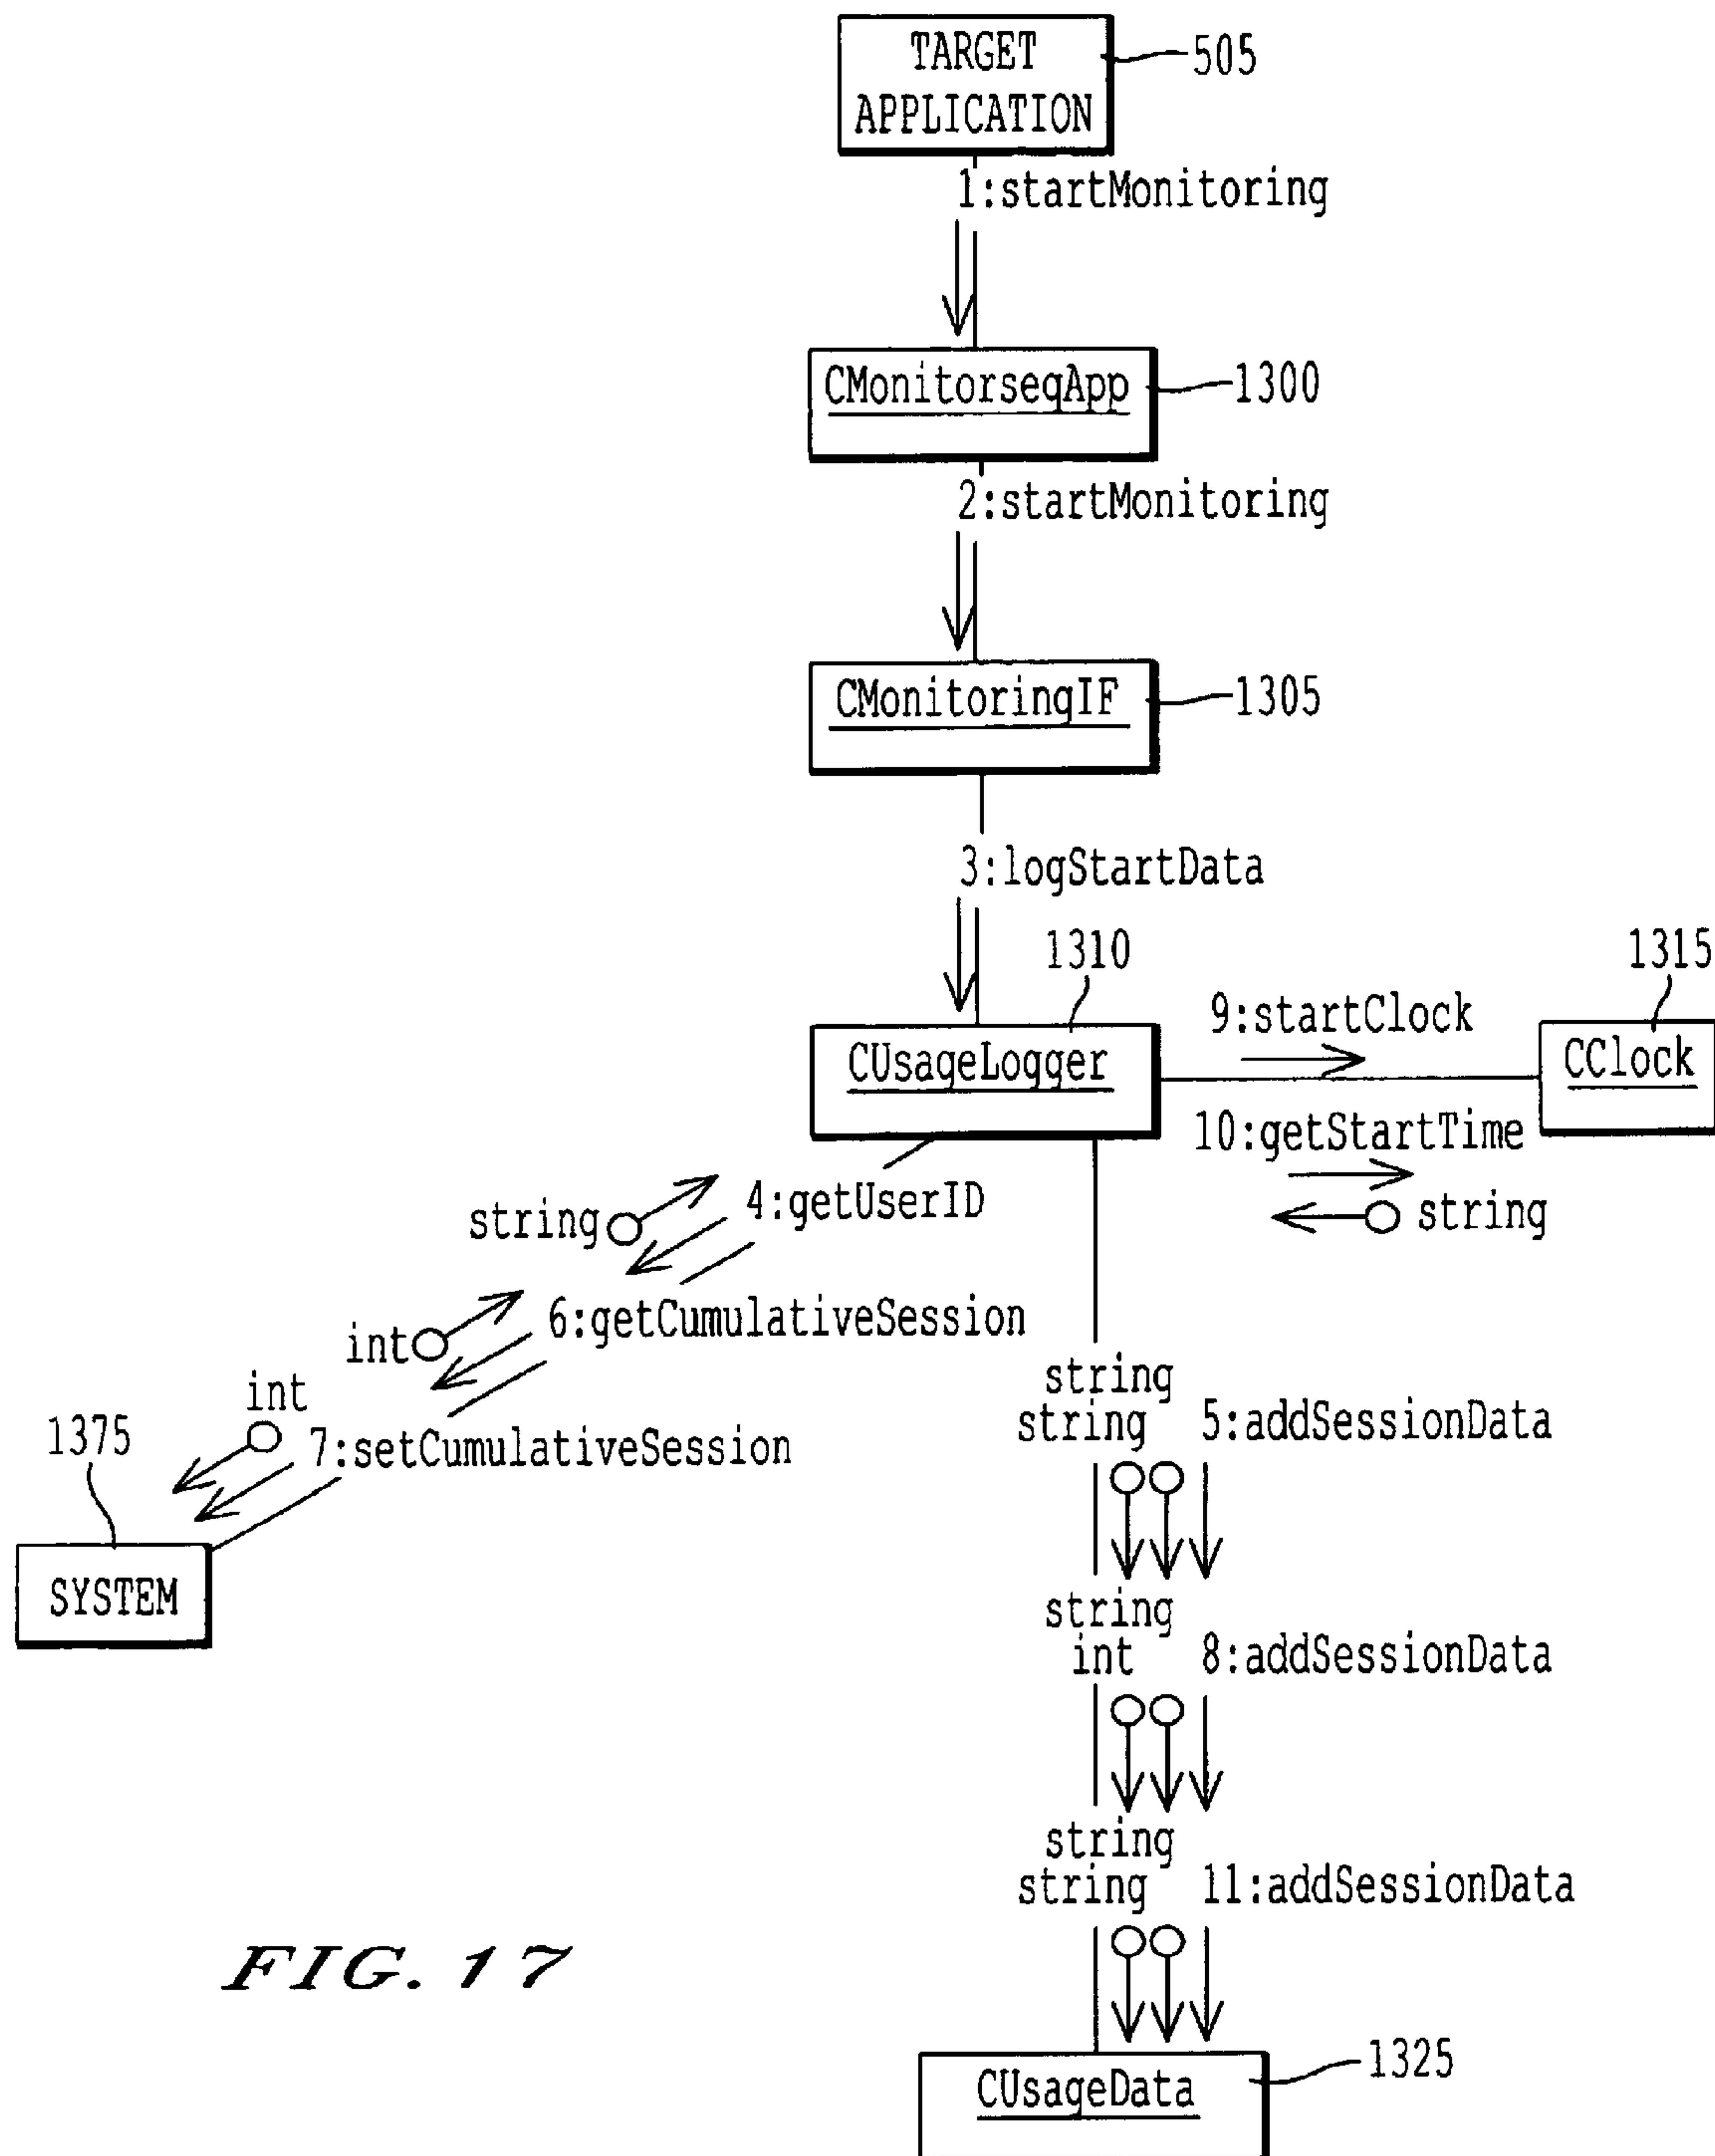 TARGET
APPLICATION
505
1:startMonitoring
CMonitorseqApp
1300
2:startMonitoring
CMonitoringIF
1305
3:logStartData
1310
1315
9:startClock
CUsageLogger
CClock
10:getStartTime
string
4:getUserID
string
6:getCumulativeSession
int
int
7:setCumulativeSession
1375
SYSTEM
string
string
5:addSessionData
string
int
8:addSessionData
string
string
11:addSessionData
FIG. 17
1325
CUsageData